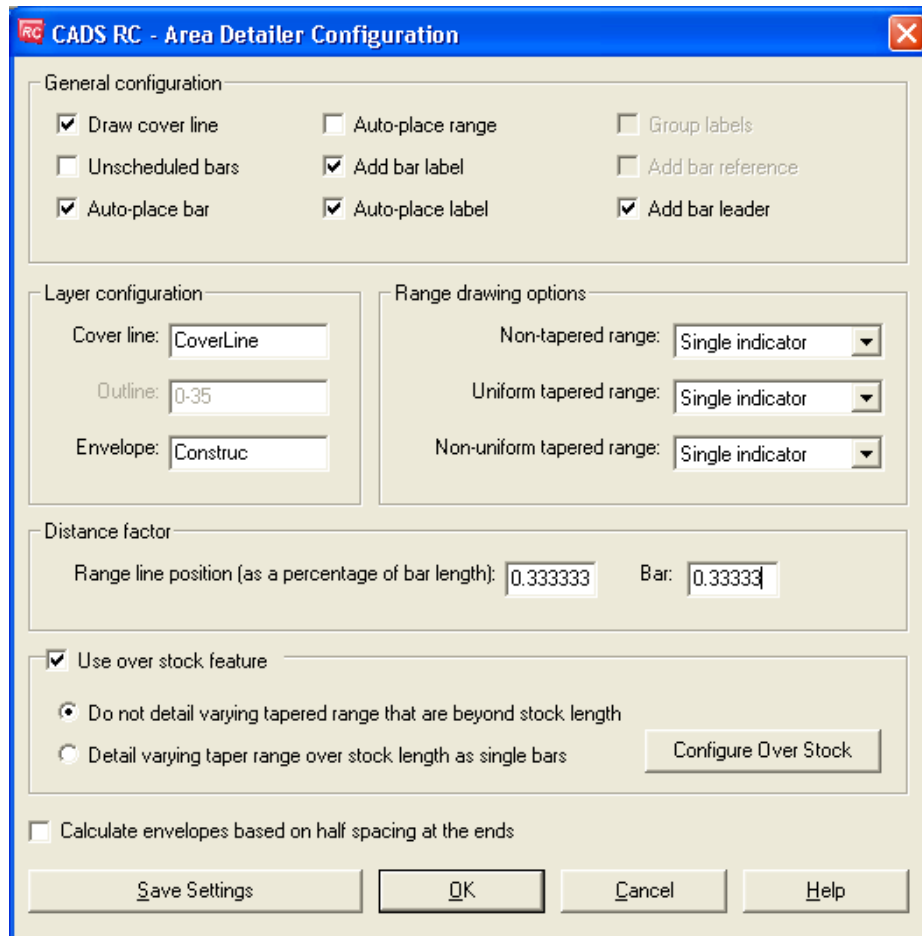 RC CADS RC - Area Detailer Configuration
General configuration
Draw cover line Auto-place range Group labels
Unscheduled bars Add bar label Add bar reference
Auto-place bar Auto-place label Add bar leader
Layer configuration
Cover line: CoverLine
Outline: 0-35
Envelope: Construc
Range drawing options
Non-tapered range: Single indicator
Uniform tapered range: Single indicator
Non-uniform tapered range: Single indicator
Distance factor
Range line position (as a percentage of bar length): 0.333333 Bar: 0.33333
Use over stock feature
Do not detail varying tapered range that are beyond stock length
Detail varying taper range over stock length as single bars
Configure Over Stock
Calculate envelopes based on half spacing at the ends
Save Settings OK Cancel Help